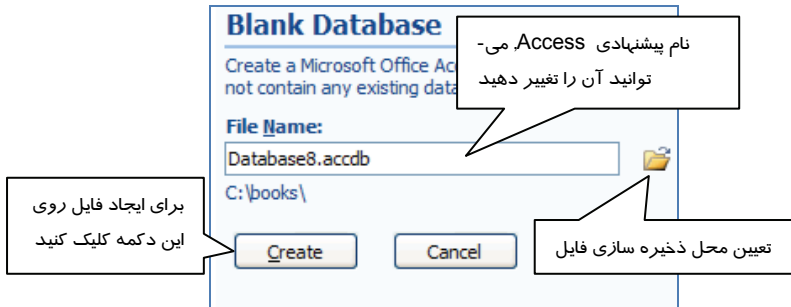 Blank Database
نام پیشنهادی Access، می-
توانید آن را تغییر دهید
Create a Microsoft Office Acc
not contain any existing data
File Name:
Database8.accdb
C:\books\
برای ایجاد فایل روی
این دکمه کلیک کنید
Create
Cancel
تعیین محل ذخیره سازی فایل